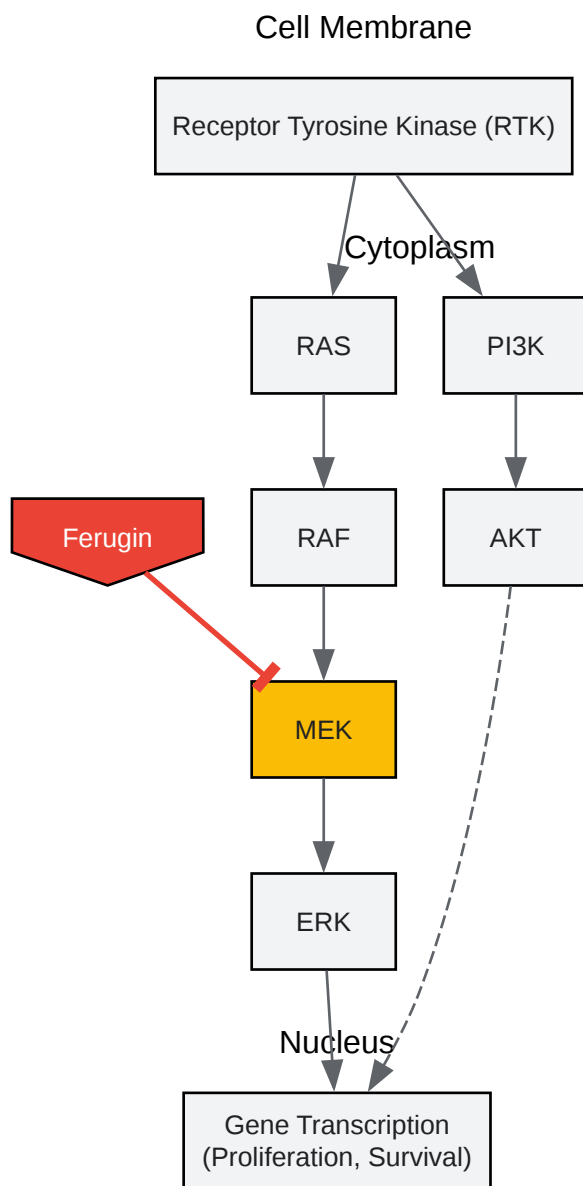 Cell Membrane
Receptor Tyrosine Kinase (RTK)
Cytoplasm
RAS
PI3K
Ferugin
RAF
AKT
MEK
ERK
Nucleus
Gene Transcription
(Proliferation, Survival)